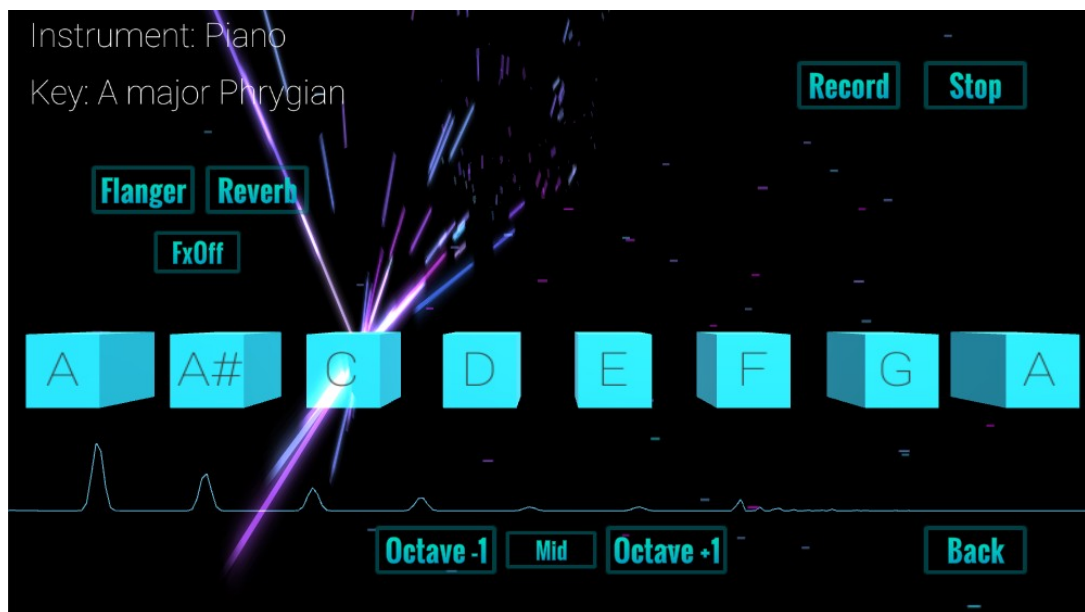 Instrument: Piano
Key: A major Phrygian
Record Stop
Flanger Reverb
FxOff
A A# C D E F G A
Octave -1 Mid Octave +1
Back